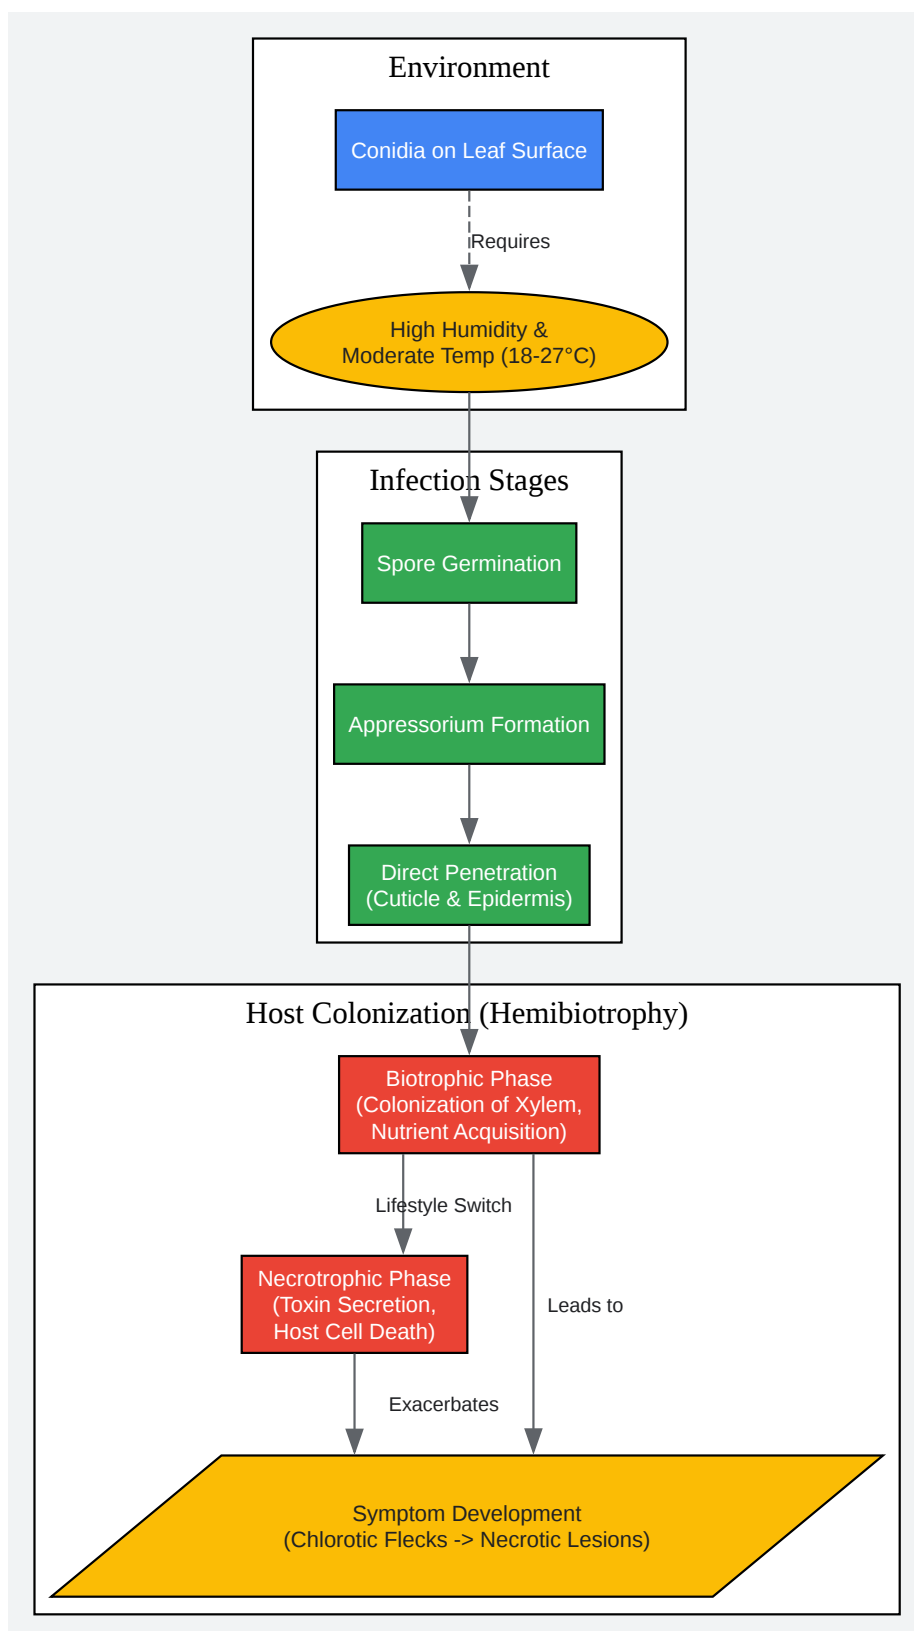 Environment
Conidia on Leaf Surface
Requires
High Humidity &
Moderate Temp (18-27°C)
Infection Stages
Spore Germination
Appressorium Formation
Direct Penetration
(Cuticle & Epidermis)
Host Colonization (Hemibiotrophy)
Biotrophic Phase
(Colonization of Xylem,
Nutrient Acquisition)
Lifestyle Switch
Necrotrophic Phase
(Toxin Secretion,
Host Cell Death)
Leads to
Exacerbates
Symptom Development
(Chlorotic Flecks -> Necrotic Lesions)